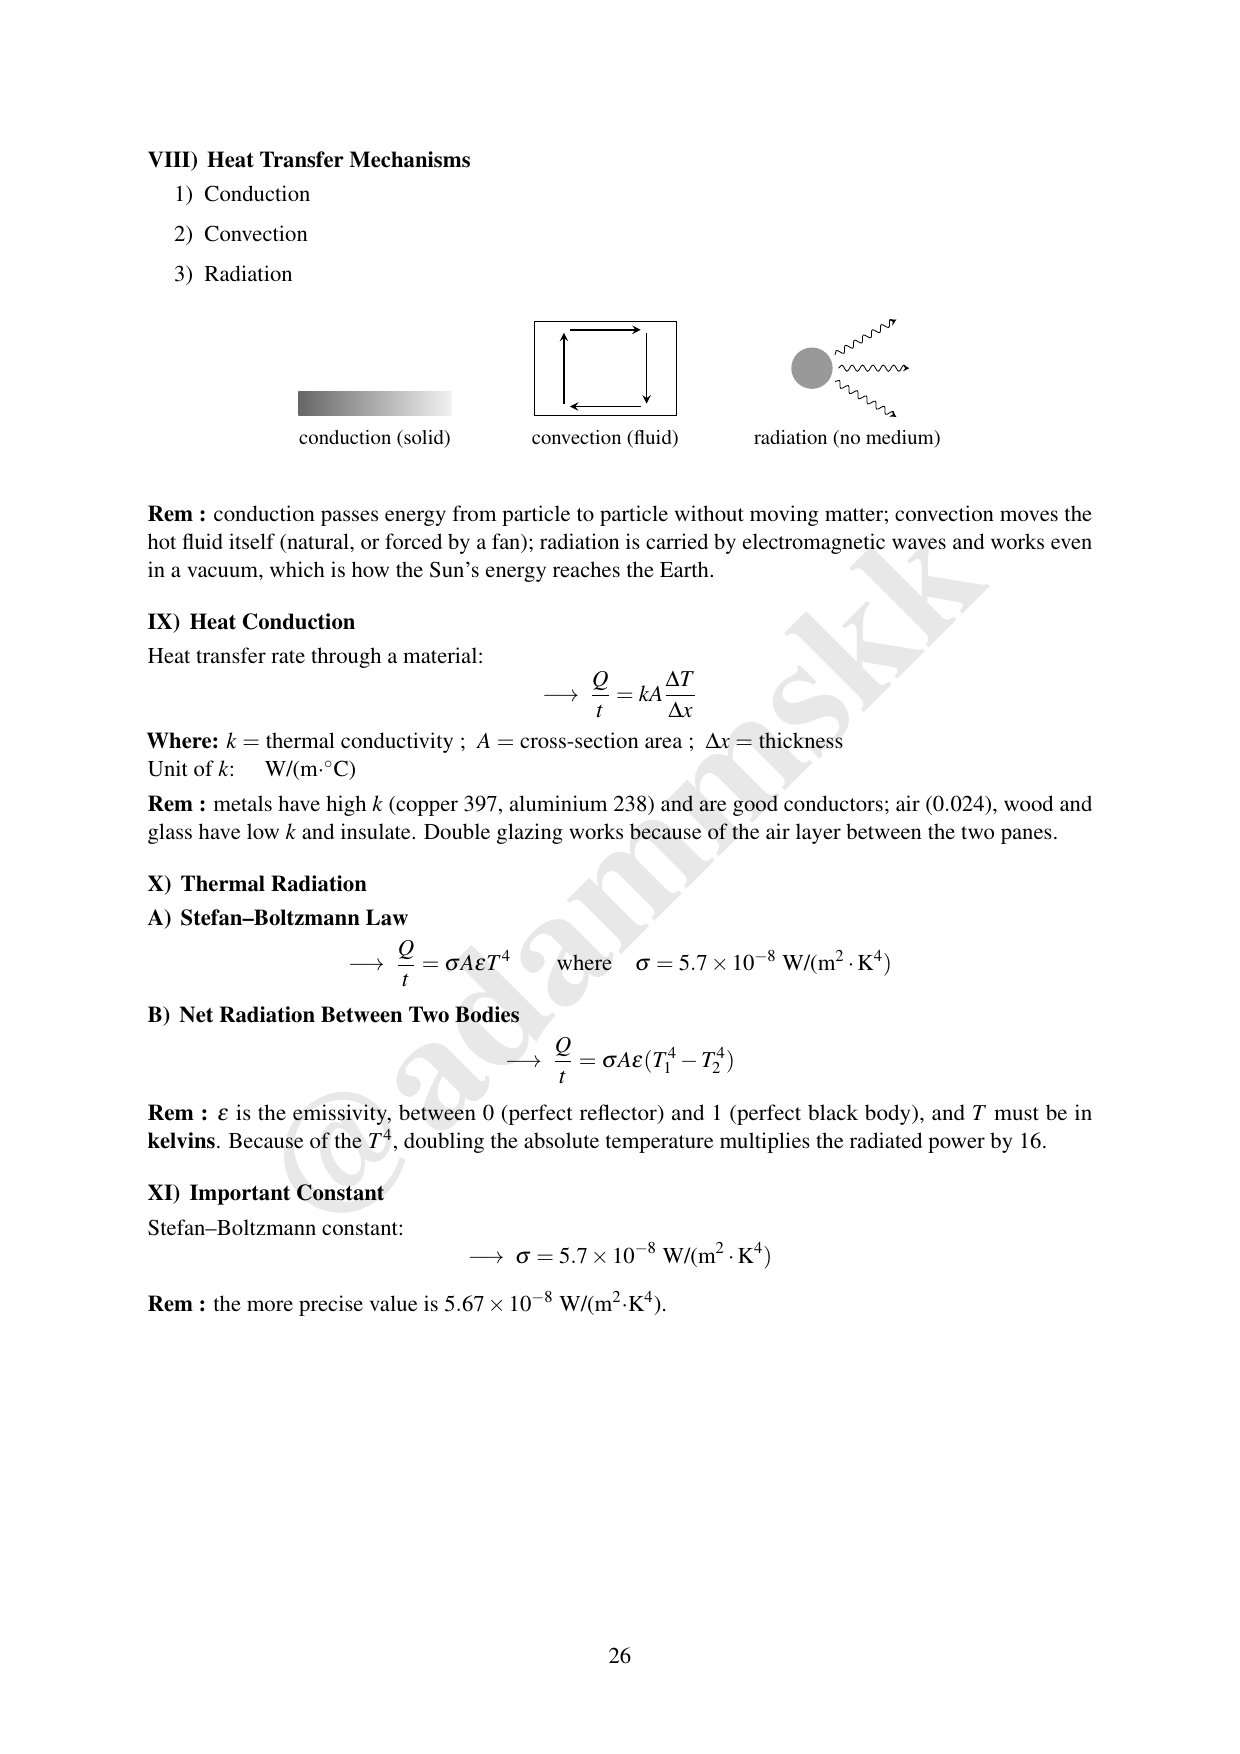 VIII) Heat Transfer Mechanisms
1) Conduction
2) Convection
3) Radiation
conduction (solid) convection (fluid) radiation (no medium)
Rem : conduction passes energy from particle to particle without moving matter; convection moves the
hot fluid itself (natural, or forced by a fan); radiation is carried by electromagnetic waves and works even
in a vacuum, which is how the Sun's energy reaches the Earth.
IX) Heat Conduction
Heat transfer rate through a material:
⟶ Q/t = kA ΔT/Δx
Where: k = thermal conductivity ; A = cross-section area ; Δx = thickness
Unit of k: W/(m·°C)
Rem : metals have high k (copper 397, aluminium 238) and are good conductors; air (0.024), wood and
glass have low k and insulate. Double glazing works because of the air layer between the two panes.
X) Thermal Radiation
A) Stefan–Boltzmann Law
⟶ Q/t = σAεT⁴ where σ = 5.7 × 10⁻⁸ W/(m² · K⁴)
B) Net Radiation Between Two Bodies
⟶ Q/t = σAε(T₁⁴ − T₂⁴)
Rem : ε is the emissivity, between 0 (perfect reflector) and 1 (perfect black body), and T must be in
kelvins. Because of the T⁴, doubling the absolute temperature multiplies the radiated power by 16.
XI) Important Constant
Stefan–Boltzmann constant:
⟶ σ = 5.7 × 10⁻⁸ W/(m² · K⁴)
Rem : the more precise value is 5.67 × 10⁻⁸ W/(m²·K⁴).
26
@adammskk